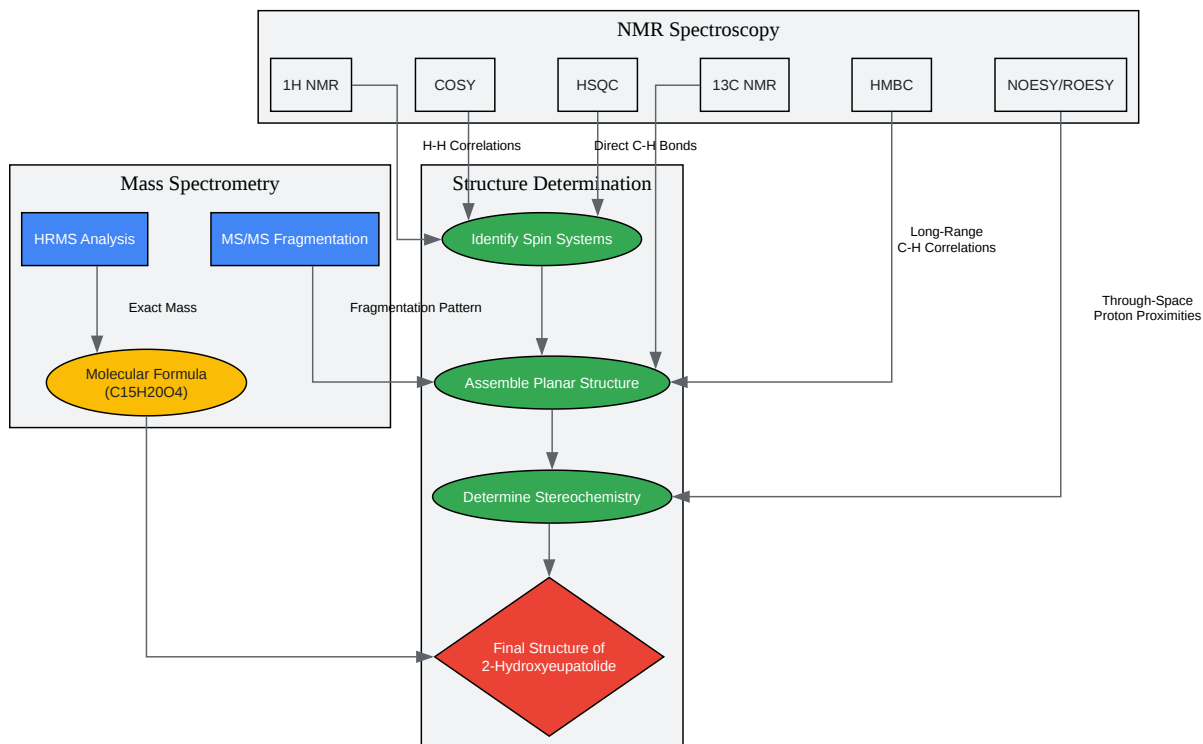 NMR Spectroscopy
1H NMR
COSY
HSQC
13C NMR
HMBC
NOESY/ROESY
H-H Correlations
Direct C-H Bonds
Mass Spectrometry
Structure Determination
HRMS Analysis
MS/MS Fragmentation
Identify Spin Systems
Long-Range
C-H Correlations
Exact Mass
Fragmentation Pattern
Through-Space
Proton Proximities
Molecular Formula
(C15H20O4)
Assemble Planar Structure
Determine Stereochemistry
Final Structure of
2-Hydroxyeupatolide